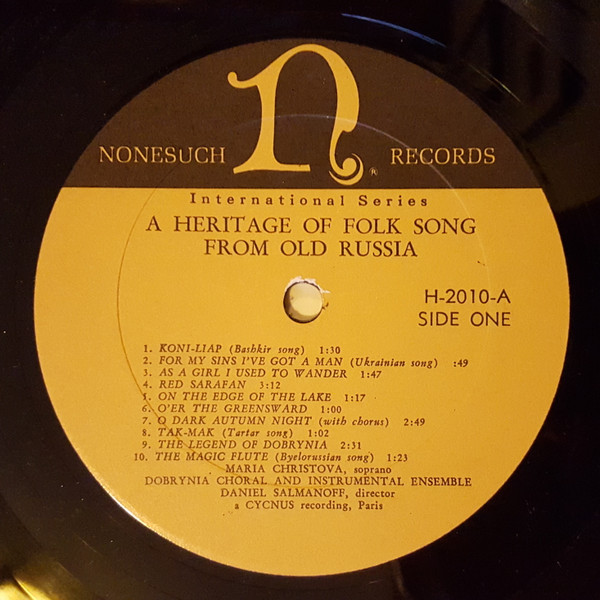 n
NONESUCH RECORDS
®
International Series
A HERITAGE OF FOLK SONG
FROM OLD RUSSIA
H-2010-A
SIDE ONE
1. KONI-LIAP (Bashkir song) 1:30
2. FOR MY SINS I'VE GOT A MAN (Ukrainian song) :49
3. AS A GIRL I USED TO WANDER 1:47
4. RED SARAFAN 3:12
5. ON THE EDGE OF THE LAKE 1:17
6. O'ER THE GREENSWARD 1:00
7. O DARK AUTUMN NIGHT (with chorus) 2:49
8. TAK-MAK (Tartar song) 1:02
9. THE LEGEND OF DOBRYNIA 2:31
10. THE MAGIC FLUTE (Byelorussian song) 1:23
MARIA CHRISTOVA, soprano
DOBRYNIA CHORAL AND INSTRUMENTAL ENSEMBLE
DANIEL SALMANOFF, director
a CYCNUS recording, Paris